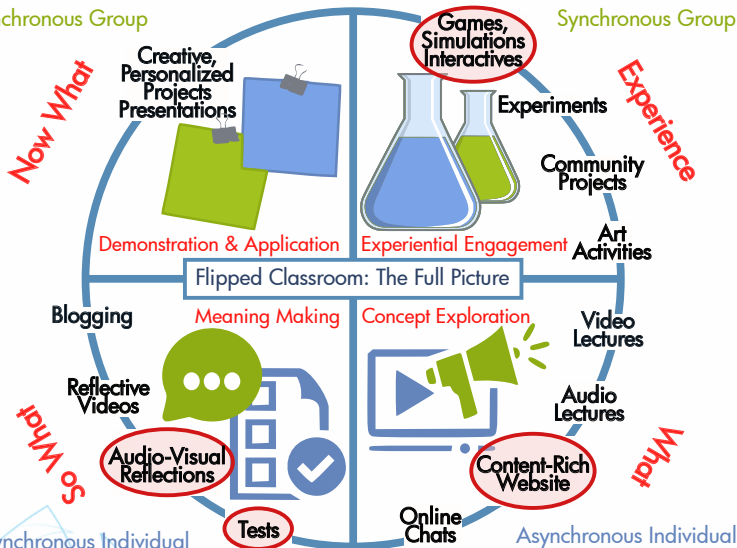 nchronous Group
Synchronous Group
Games,
Simulations
Interactives
Creative,
Personalized
Projects
Presentations
Now What
Experience
Experiments
Community
Projects
Art
Activities
Demonstration & Application
Experiential Engagement
Flipped Classroom: The Full Picture
Meaning Making
Concept Exploration
Blogging
Video
Lectures
Reflective
Videos
Audio
Lectures
So What
What
Audio-Visual
Reflections
Content-Rich
Website
Tests
Online
Chats
nchronous Individual
Asynchronous Individual